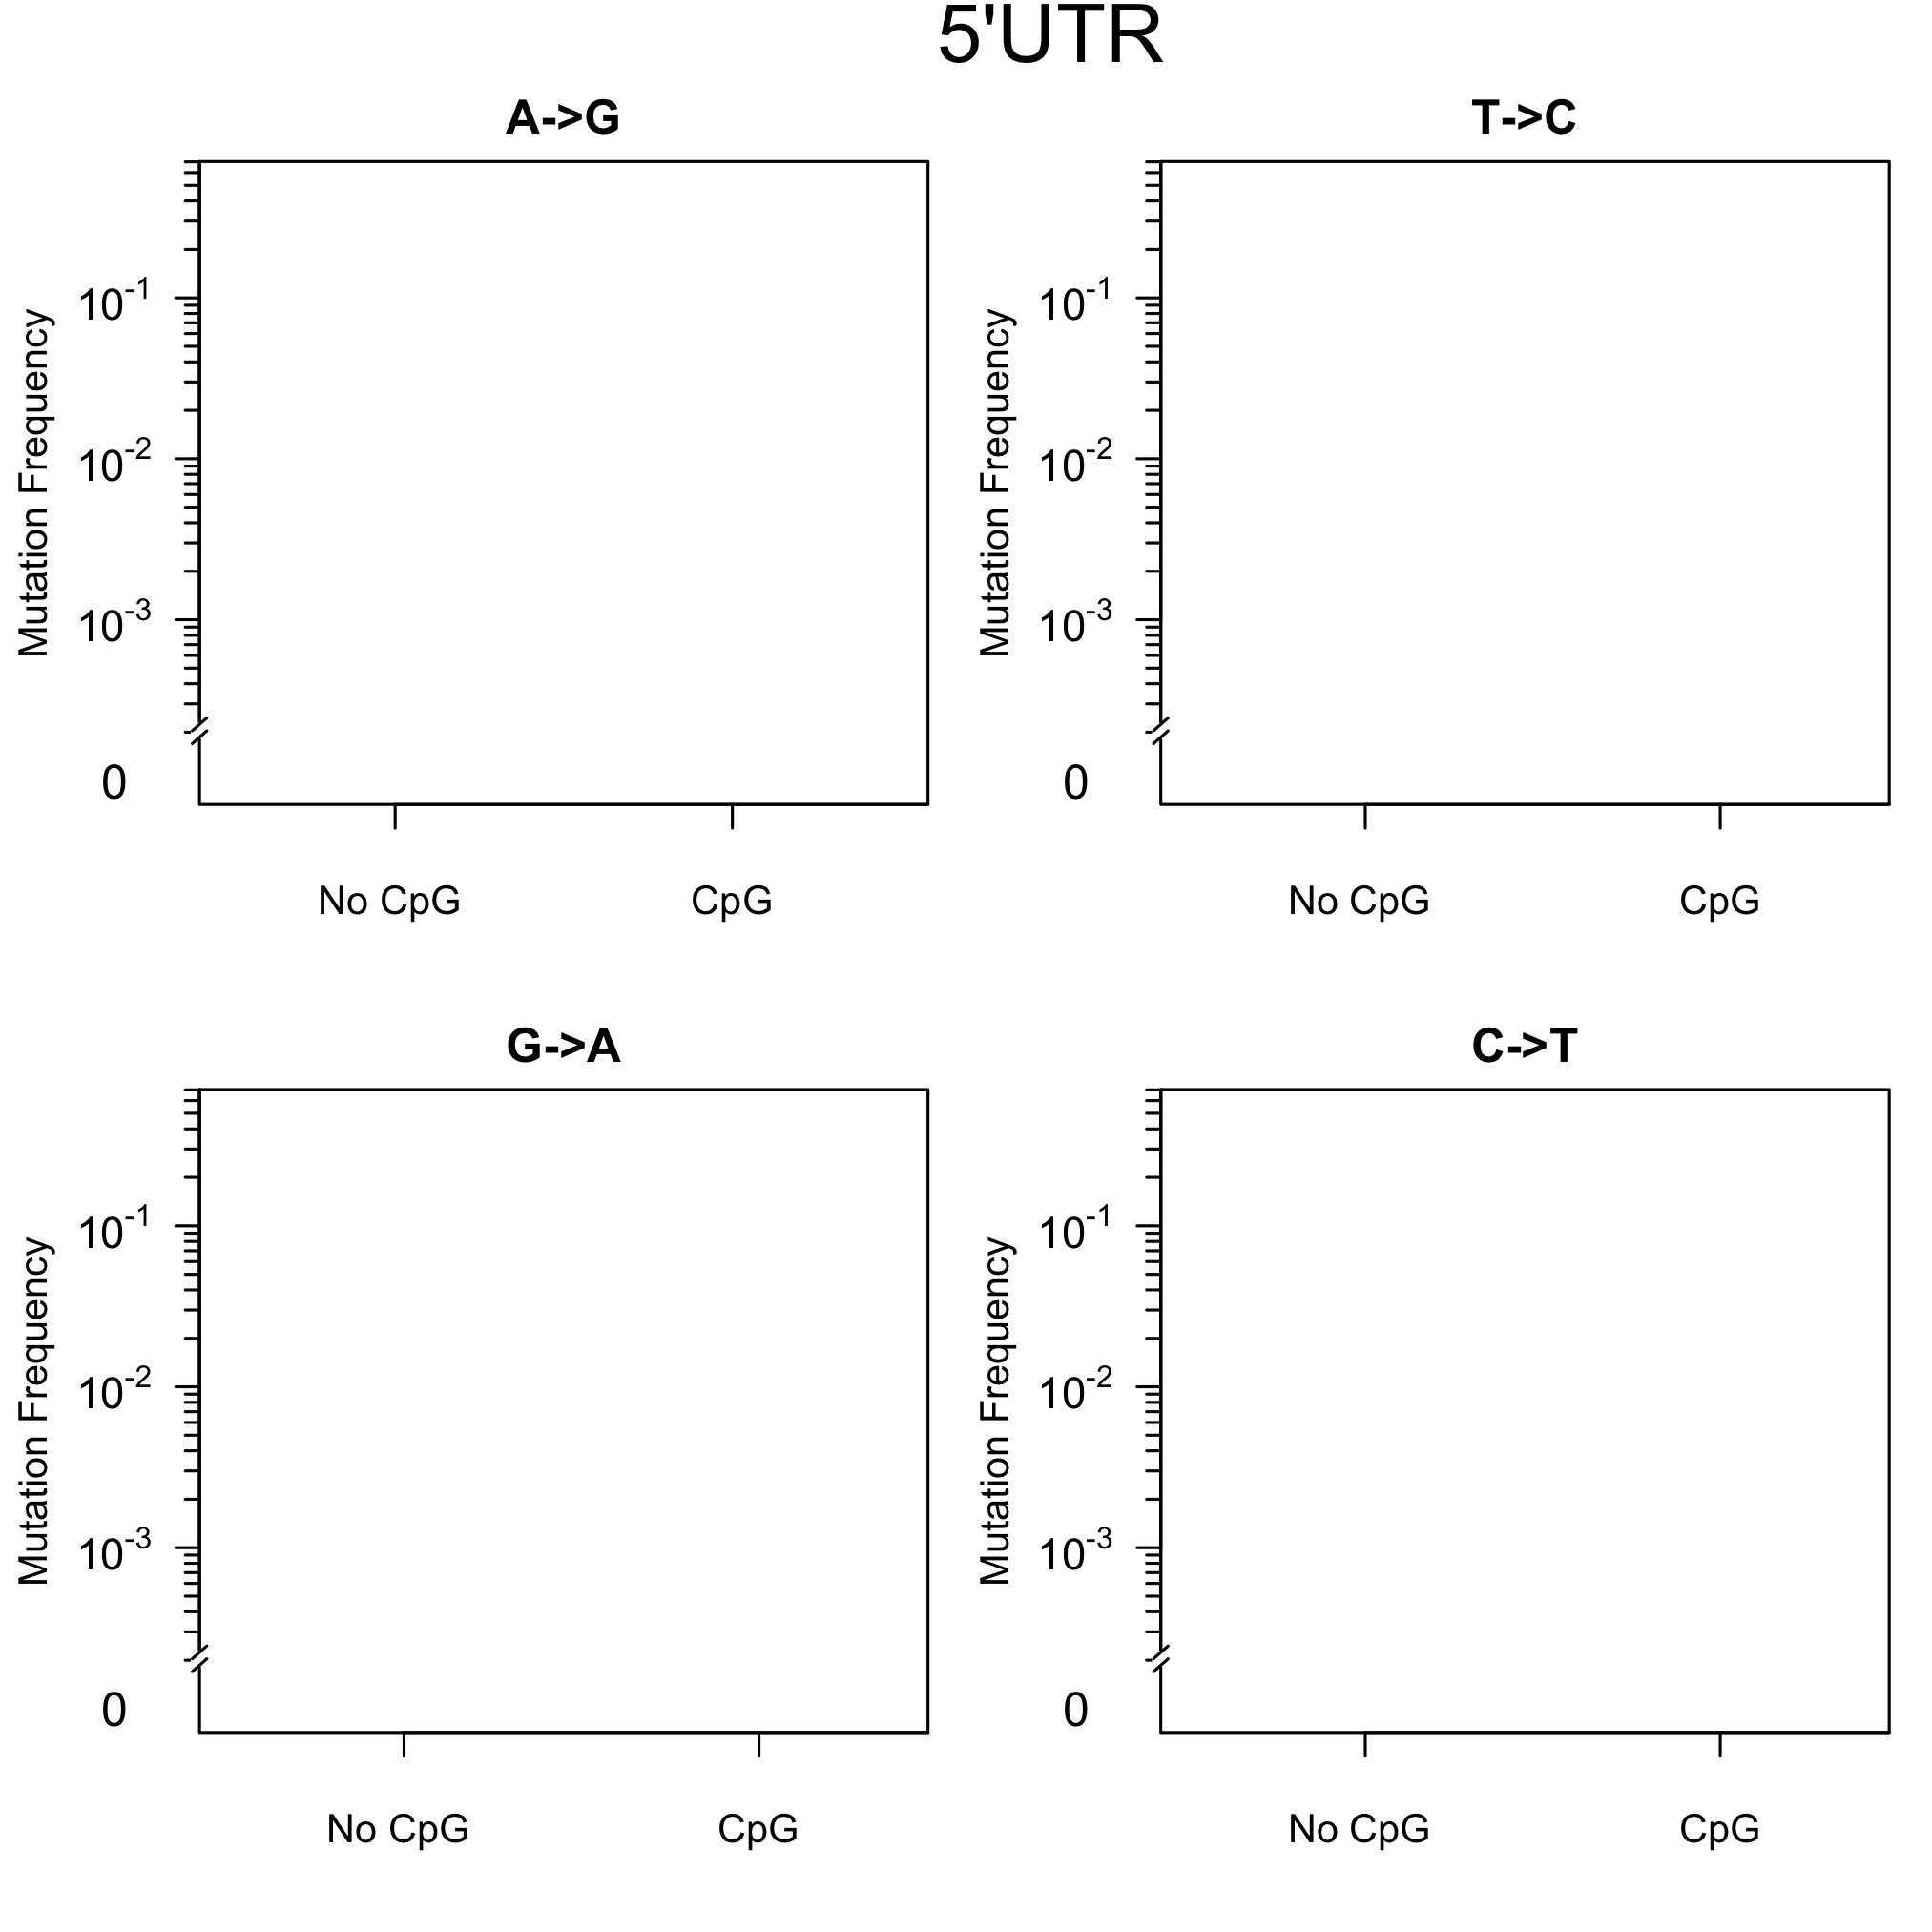 5'UTR
A->G
T->C
Mutation Frequency
10-1
10-2
10-3
0
No CpG CpG
Mutation Frequency
10-1
10-2
10-3
0
No CpG CpG
G->A
C->T
Mutation Frequency
10-1
10-2
10-3
0
No CpG CpG
Mutation Frequency
10-1
10-2
10-3
0
No CpG CpG